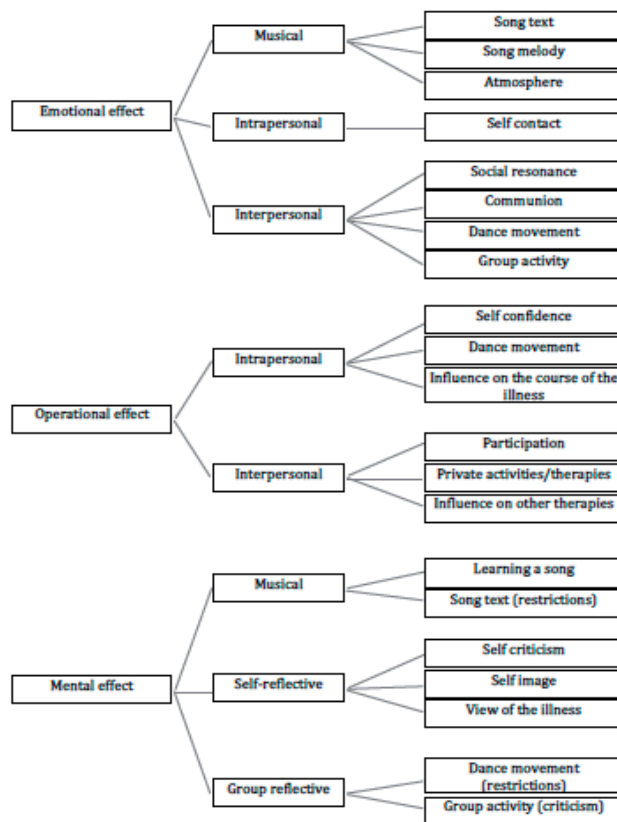 Emotional effect
Musical
Song text
Song melody
Atmosphere
Intrapersonal
Self contact
Interpersonal
Social resonance
Communion
Dance movement
Group activity
Operational effect
Intrapersonal
Self confidence
Dance movement
Influence on the course of the
illness
Interpersonal
Participation
Private activities/therapies
Influence on other therapies
Mental effect
Musical
Learning a song
Song text (restrictions)
Self-reflective
Self criticism
Self image
View of the illness
Group reflective
Dance movement
(restrictions)
Group activity (criticism)